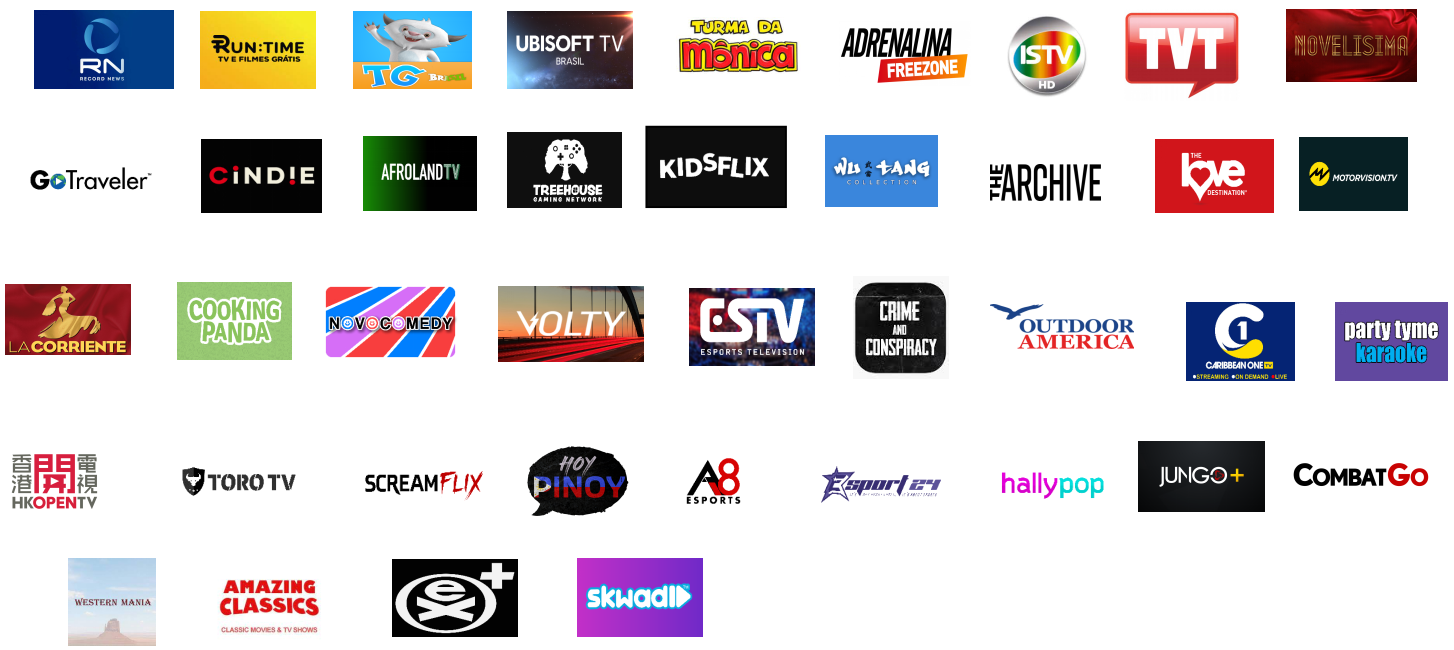 RN
RECORD NEWS
RUN:TIME
TV E FILMES GRÁTIS
TG BRASIL
UBISOFT TV
BRASIL
TURMA DA
MÔNICA
ADRENALINA
FREEZONE
ISTV
HD
TVT
NOVELISIMA
GoTraveler™
CiNDiE
AFROLANDTV
TREEHOUSE
GAMING NETWORK
KIDSFLIX
WU TANG
COLLECTION
THE ARCHIVE
THE
love
DESTINATION
MOTORVISION.TV
LA CORRIENTE
COOKING
PANDA
NOVOCOMEDY
VOLTY
ESTV
ESPORTS TELEVISION
CRIME
AND
CONSPIRACY
OUTDOOR
AMERICA
C1
CARIBBEAN ONE TV
•STREAMING •ON DEMAND •LIVE
party tyme
karaoke
香開電
港視
HKOPENTV
TORO TV
SCREAMFLIX
HOY
PINOY
A8
ESPORTS
Esport24
hallypop
JUNGO+
COMBATGO
WESTERN MANIA
AMAZING
CLASSICS
CLASSIC MOVIES & TV SHOWS
ex+
skwad